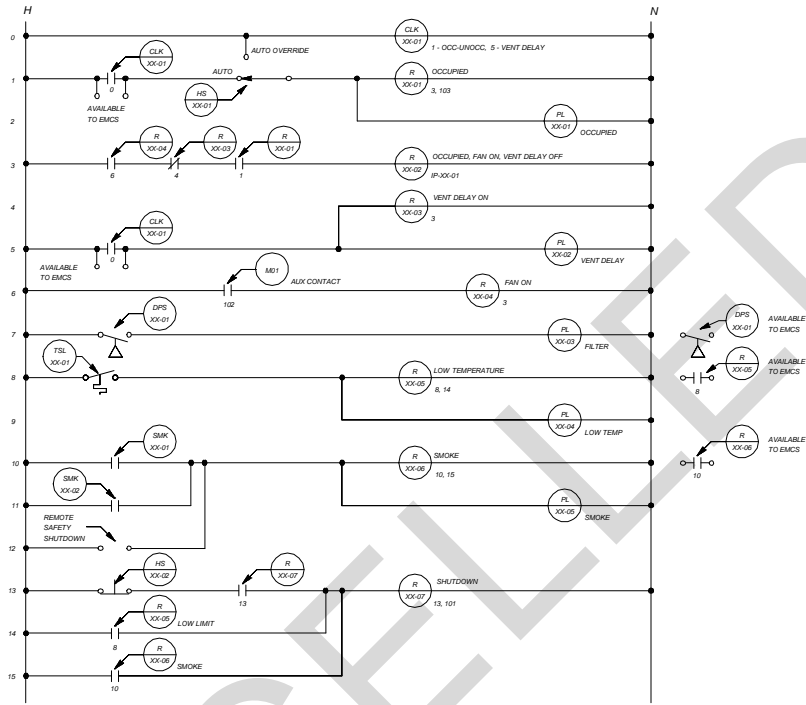 H N
0 CLK XX-01 1 - OCC-UNOCC, 5 - VENT DELAY
AUTO OVERRIDE
CLK XX-01
1 0 AUTO R XX-01 OCCUPIED
3, 103
HS XX-01
AVAILABLE
TO EMCS
2 PL XX-01 OCCUPIED
R XX-04 R XX-03 R XX-01
3 6 4 1 R XX-02 OCCUPIED, FAN ON, VENT DELAY OFF
IP-XX-01
4 R XX-03 VENT DELAY ON
3
CLK XX-01
5 0 PL XX-02 VENT DELAY
AVAILABLE
TO EMCS
M01
6 102 AUX CONTACT R XX-04 FAN ON
3
7 DPS XX-01 PL XX-03 FILTER
DPS XX-01 AVAILABLE
TO EMCS
TSL XX-01
8 R XX-05 LOW TEMPERATURE
8, 14
8 R XX-05 AVAILABLE
TO EMCS
9 PL XX-04 LOW TEMP
SMK XX-01
10 R XX-06 SMOKE
10, 15
10 R XX-06 AVAILABLE
TO EMCS
SMK XX-02
11 PL XX-05 SMOKE
REMOTE
SAFETY
SHUTDOWN
12
13 HS XX-02 13 R XX-07 R XX-07 SHUTDOWN
13, 101
14 8 R XX-05 LOW LIMIT
15 10 R XX-06 SMOKE